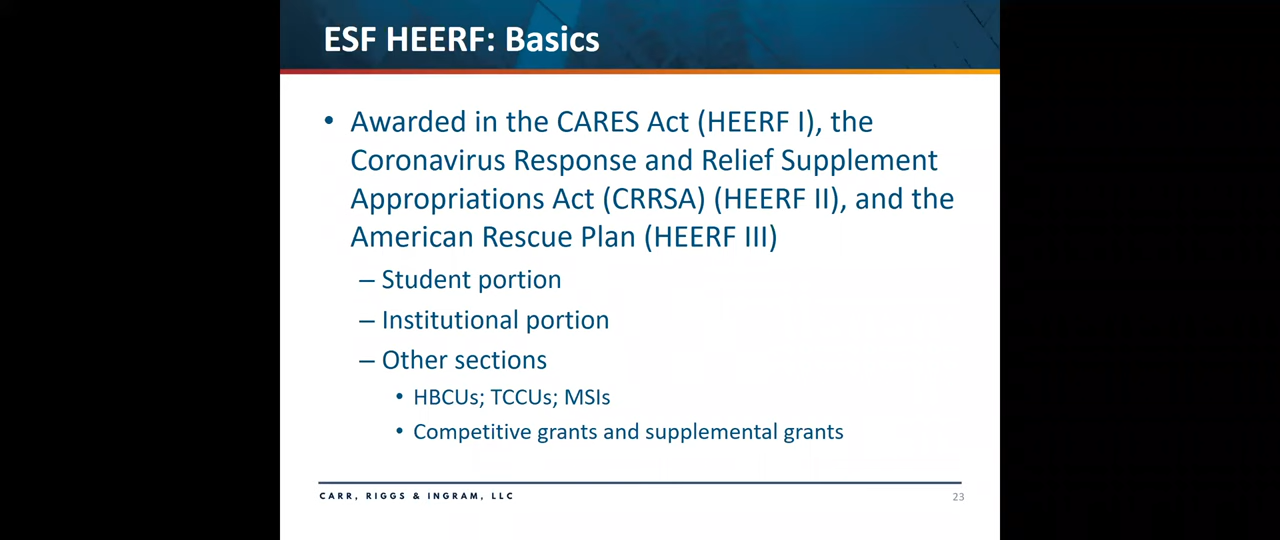 ESF HEERF: Basics
• Awarded in the CARES Act (HEERF I), the
Coronavirus Response and Relief Supplement
Appropriations Act (CRRSA) (HEERF II), and the
American Rescue Plan (HEERF III)
– Student portion
– Institutional portion
– Other sections
• HBCUs; TCCUs; MSIs
• Competitive grants and supplemental grants
CARR, RIGGS & INGRAM, LLC
23